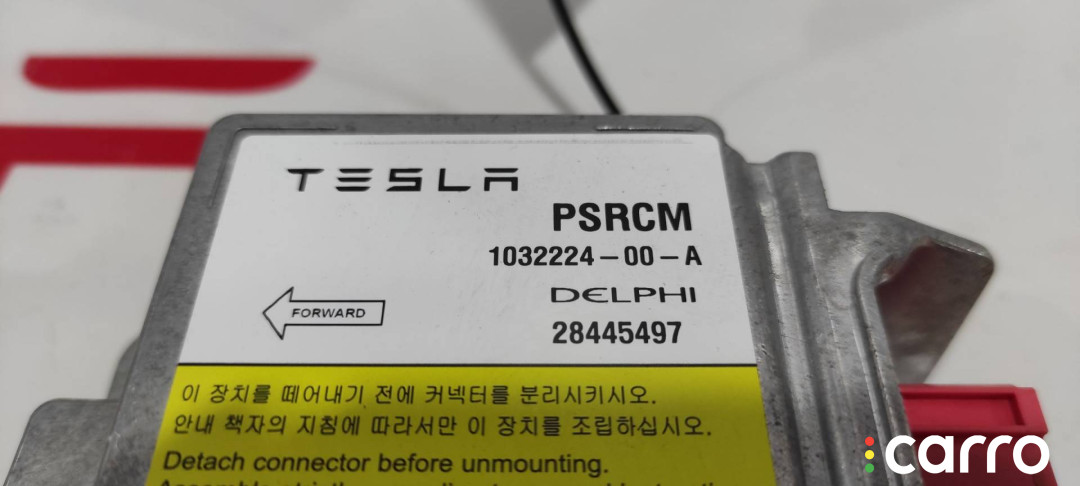 TESLA
PSRCM
1032224-00-A
DELPHI
FORWARD
28445497
이 장치를 떼어내기 전에 커넥터를 분리시키시오.
안내 책자의 지침에 따라서만 이 장치를 조립하십시오.
Detach connector before unmounting.
carro